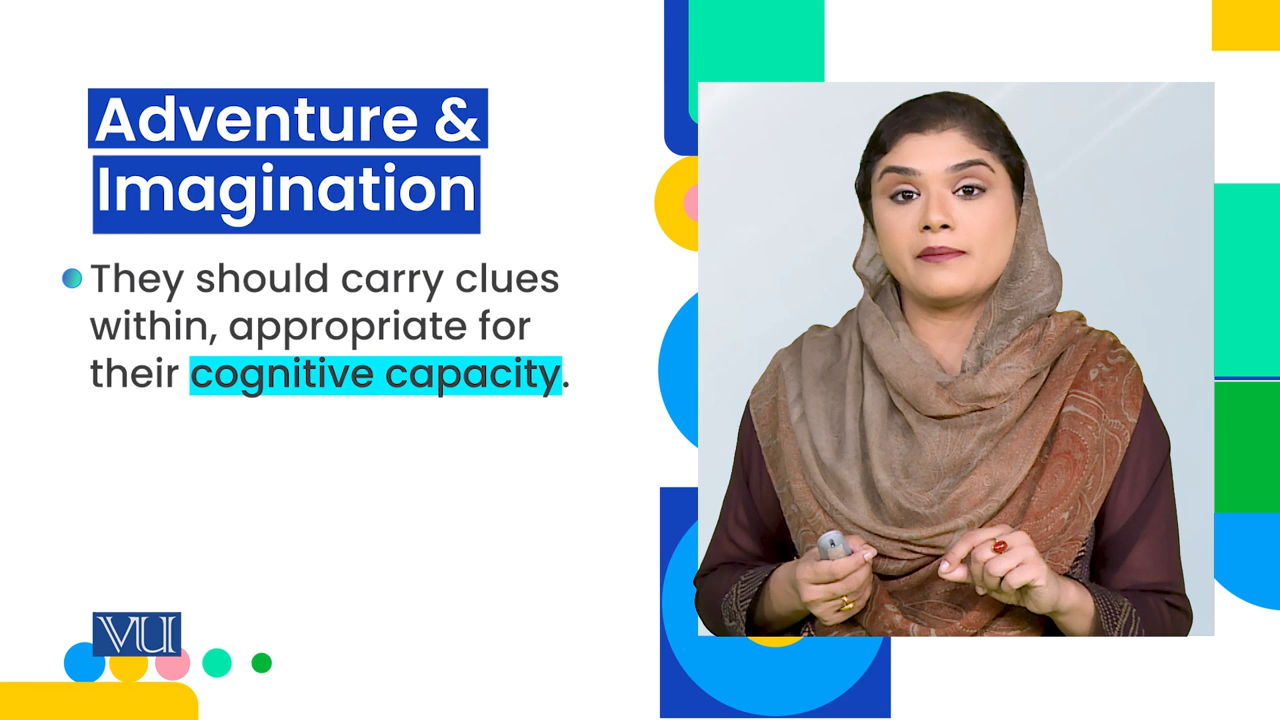 Adventure &
Imagination
They should carry clues
within, appropriate for
their cognitive capacity.
VU